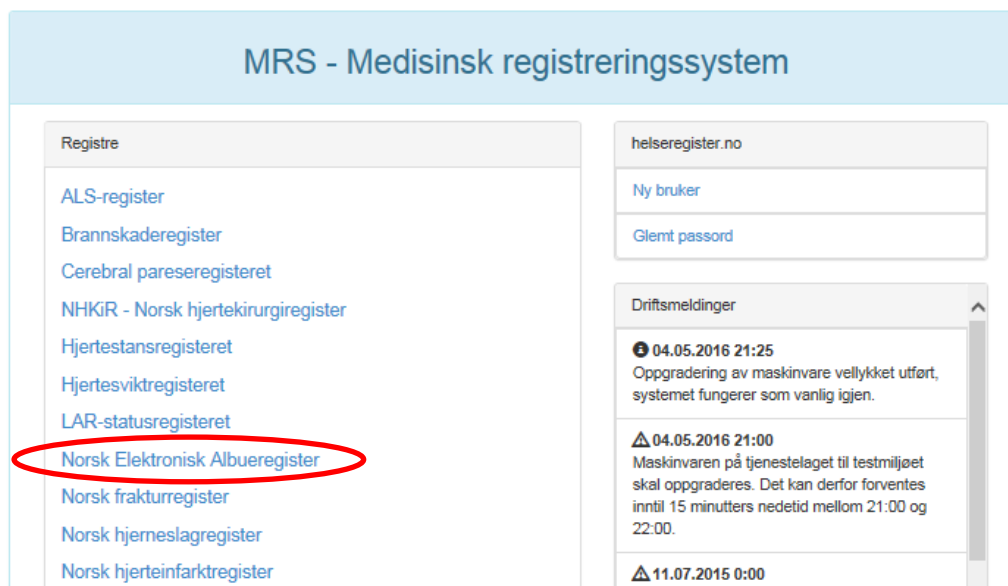 MRS - Medisinsk registreringssystem
Registre
ALS-register
Brannskaderegister
Cerebral pareseregisteret
NHKiR - Norsk hjertekirurgiregister
Hjertestansregisteret
Hjertesviktregisteret
LAR-statusregisteret
Norsk Elektronisk Albueregister
Norsk frakturregister
Norsk hjerneslagregister
Norsk hjerteinfarktregister
helseregister.no
Ny bruker
Glemt passord
Driftsmeldinger
04.05.2016 21:25
Oppgradering av maskinvare vellykket utført,
systemet fungerer som vanlig igjen.
04.05.2016 21:00
Maskinvaren på tjenestelaget til testmiljøet
skal oppgraderes. Det kan derfor forventes
inntil 15 minutters nedetid mellom 21:00 og
22:00.
11.07.2015 0:00